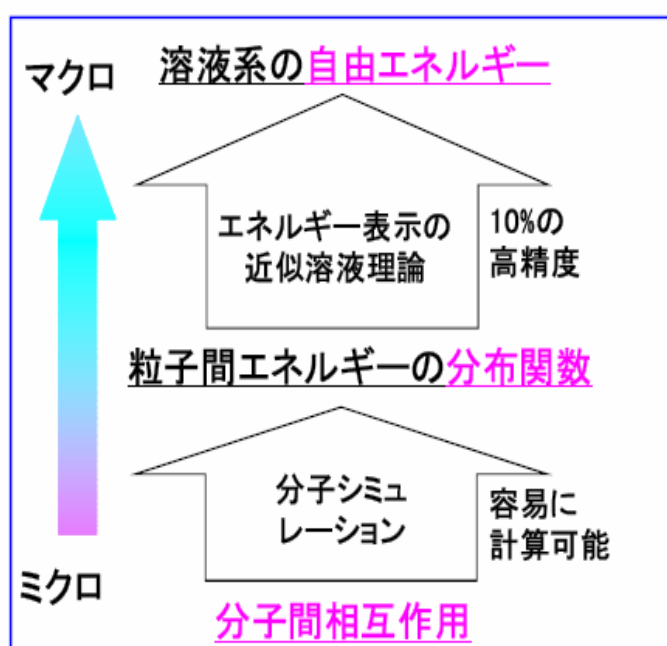 マクロ
溶液系の自由エネルギー
エネルギー表示の
近似溶液理論
10%の
高精度
粒子間エネルギーの分布関数
分子シミュ
レーション
容易に
計算可能
ミクロ
分子間相互作用